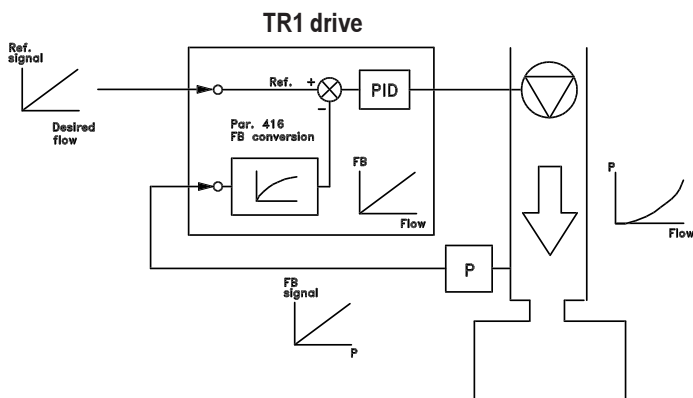 TR1 drive
Ref.
signal
Desired
flow
Ref.
+
−
PID
Par. 416
FB conversion
FB
Flow
P
Flow
P
FB
signal
P